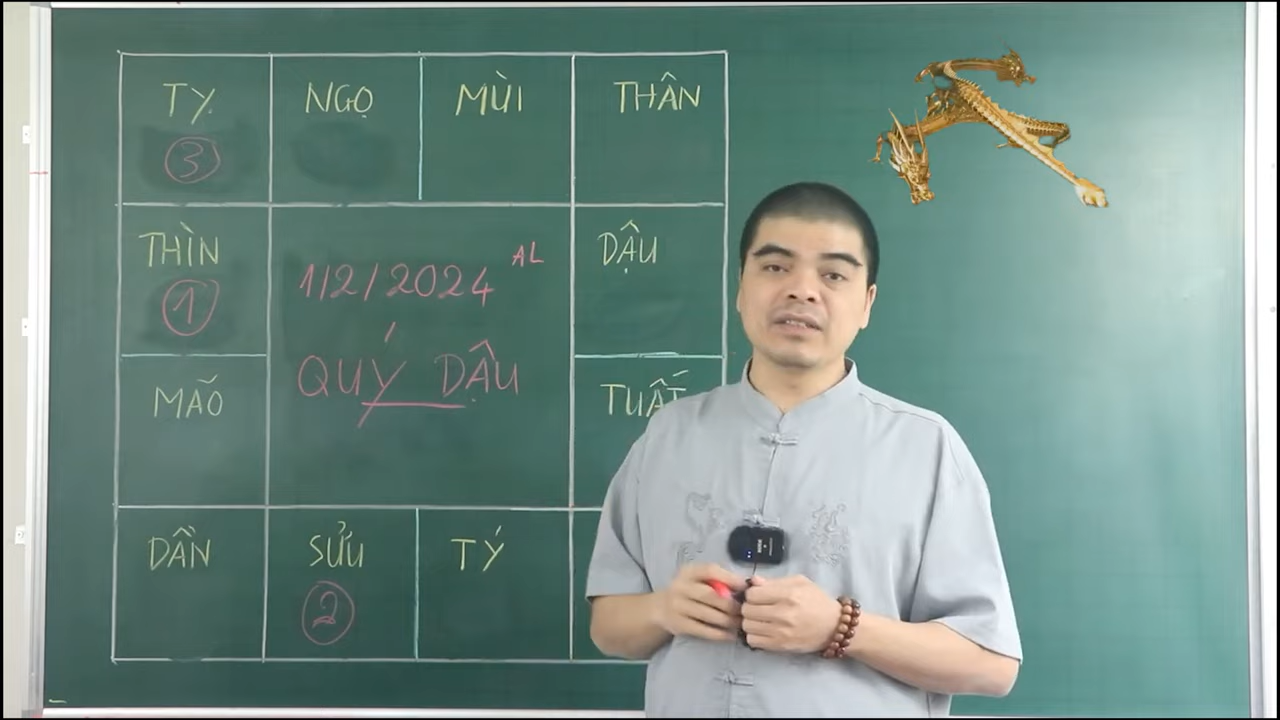 TỴ
NGỌ
MÙI
THÂN
3
THÌN
1
1/2/2024 AL
QUÝ DẬU
DẬU
MÃO
TUẤT
DẦN
SỬU
2
TÝ